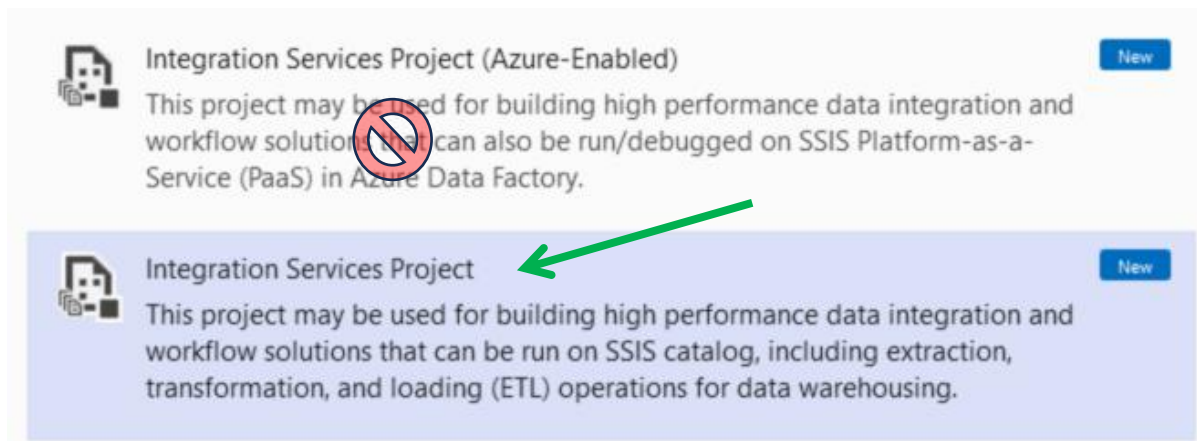 Integration Services Project (Azure-Enabled)
New
This project may be used for building high performance data integration and
workflow solutions that can also be run/debugged on SSIS Platform-as-a-
Service (PaaS) in Azure Data Factory.
Integration Services Project
New
This project may be used for building high performance data integration and
workflow solutions that can be run on SSIS catalog, including extraction,
transformation, and loading (ETL) operations for data warehousing.